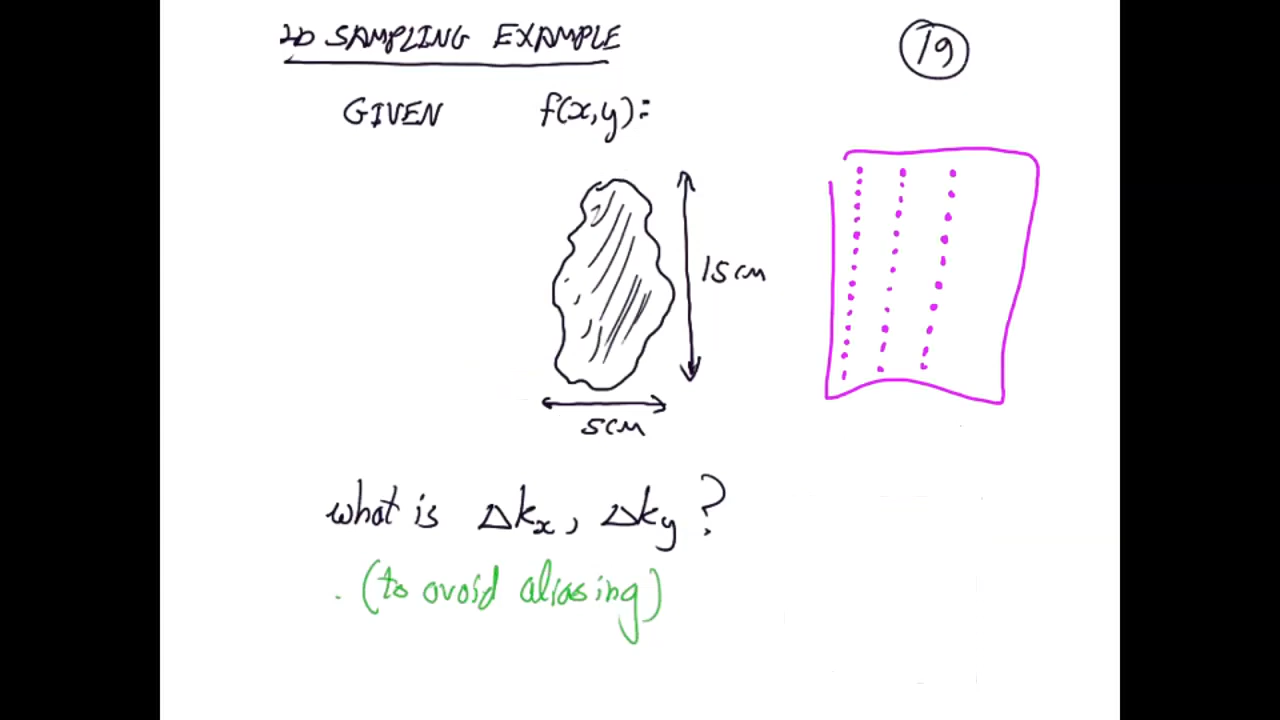 2D SAMPLING EXAMPLE
19
GIVEN f(x,y):
15cm
5cm
what is Δkx, Δky ?
(to avoid aliasing)